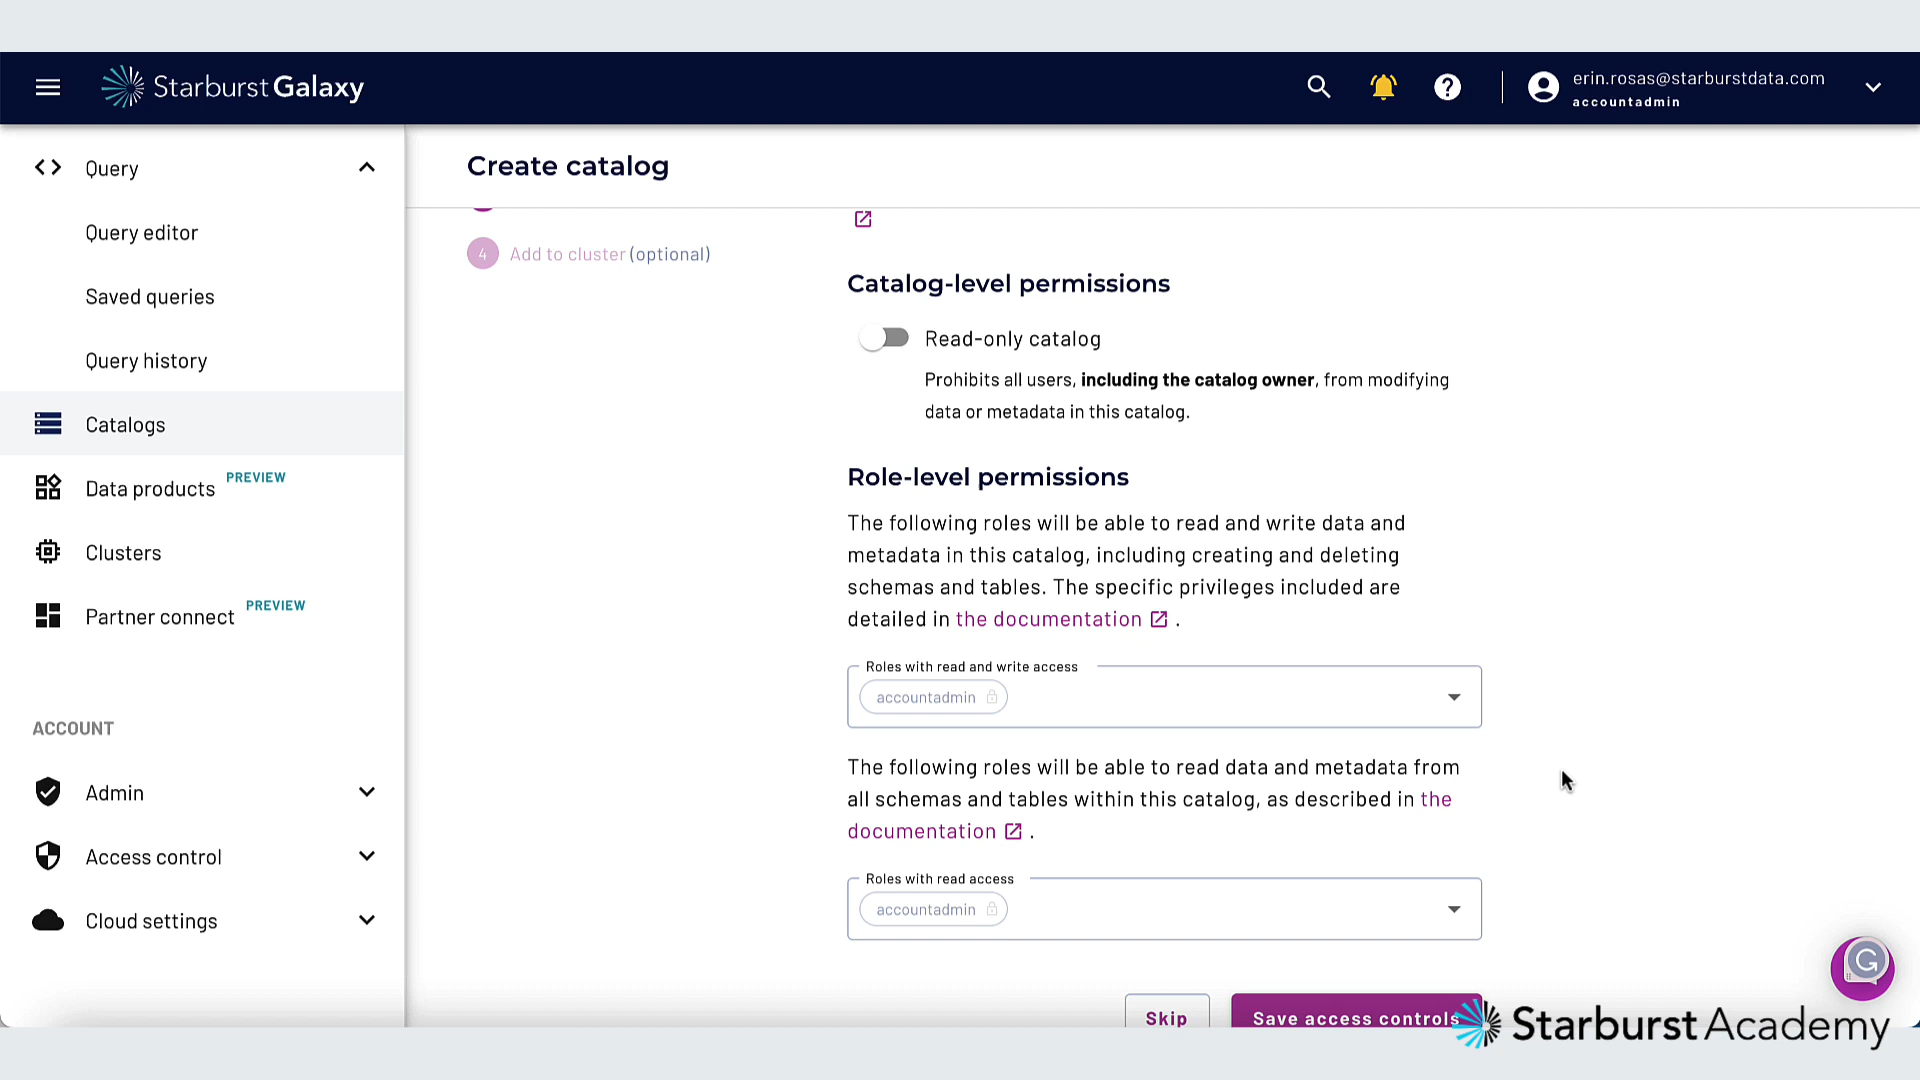 Starburst Galaxy
erin.rosas@starburstdata.com
accountadmin
Query
Query editor
Saved queries
Query history
Catalogs
Data products PREVIEW
Clusters
Partner connect PREVIEW
ACCOUNT
Admin
Access control
Cloud settings
Create catalog
4 Add to cluster (optional)
Catalog-level permissions
Read-only catalog
Prohibits all users, including the catalog owner, from modifying
data or metadata in this catalog.
Role-level permissions
The following roles will be able to read and write data and
metadata in this catalog, including creating and deleting
schemas and tables. The specific privileges included are
detailed in the documentation .
Roles with read and write access
accountadmin
The following roles will be able to read data and metadata from
all schemas and tables within this catalog, as described in the
documentation .
Roles with read access
accountadmin
Skip
Save access controls
Starburst Academy